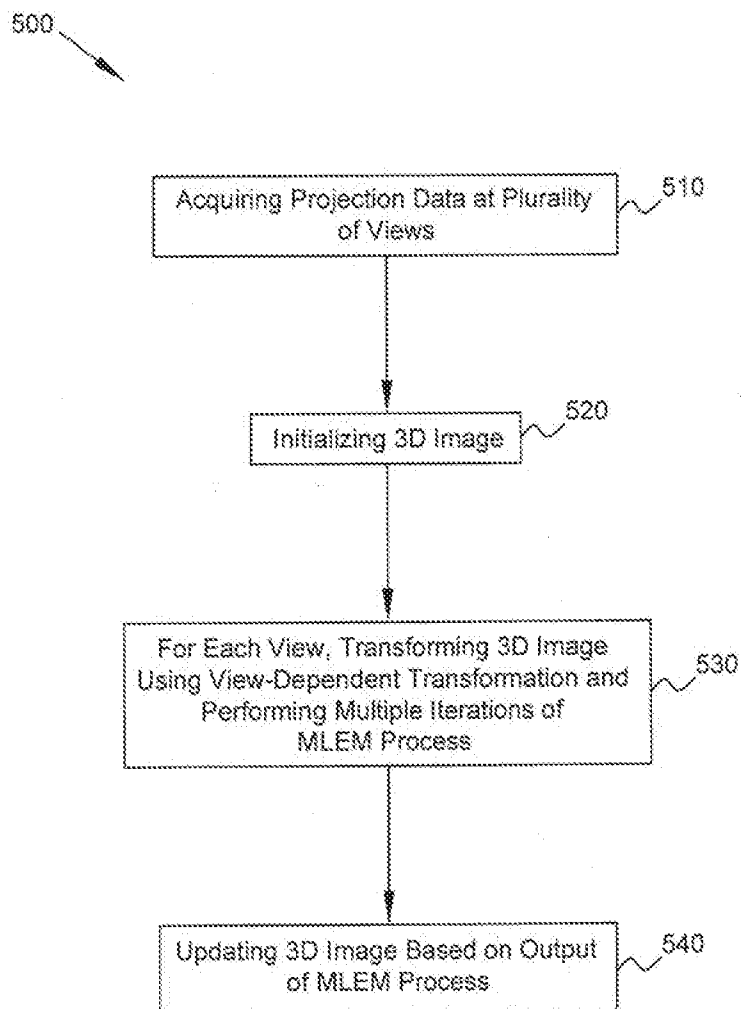 500
Acquiring Projection Data at Plurality
of Views
510
Initializing 3D Image
520
For Each View, Transforming 3D Image
Using View-Dependent Transformation and
Performing Multiple Iterations of
MLEM Process
530
Updating 3D Image Based on Output
of MLEM Process
540